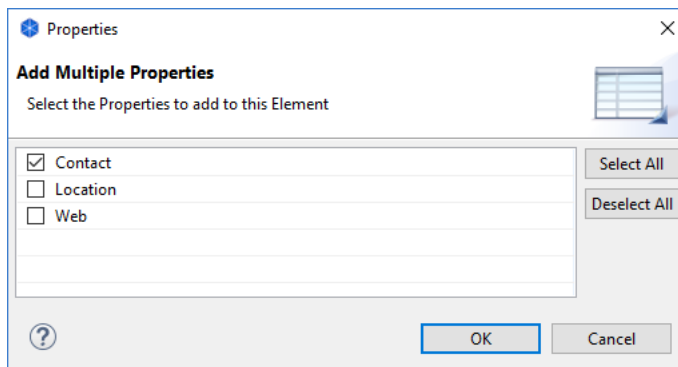 Properties
Add Multiple Properties
Select the Properties to add to this Element
Contact
Location
Web
Select All
Deselect All
?
OK
Cancel